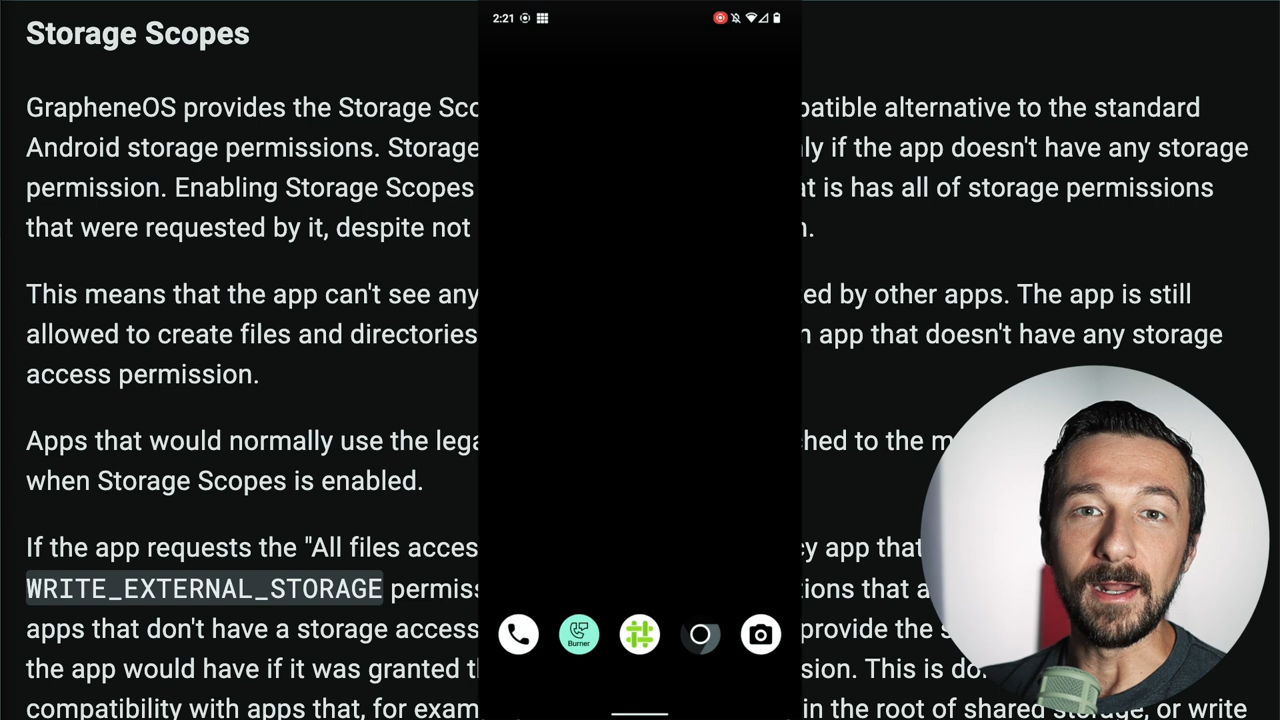 Storage Scopes
2:21
GrapheneOS provides the Storage Sco
patible alternative to the standard
Android storage permissions. Storage
ly if the app doesn't have any storage
permission. Enabling Storage Scopes
at is has all of storage permissions
that were requested by it, despite not
n.
This means that the app can't see any
ed by other apps. The app is still
allowed to create files and directories
n app that doesn't have any storage
access permission.
Apps that would normally use the lega
ched to the m
when Storage Scopes is enabled.
If the app requests the "All files acces
cy app that
WRITE_EXTERNAL_STORAGE permiss
tions that a
Burner
apps that don't have a storage access
provide the s
the app would have if it was granted t
sion. This is do
compatibility with apps that, for exam
in the root of shared storage, or write